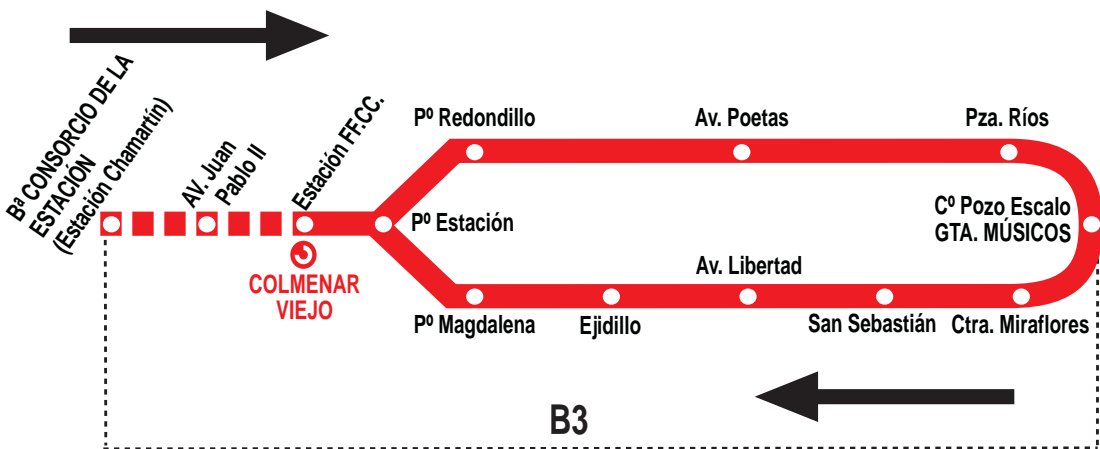 Bª CONSORCIO DE LA
ESTACIÓN
(Estación Chamartín)
AV. Juan
Pablo II
Estación FF.CC.
COLMENAR
VIEJO
Pº Estación
Pº Redondillo
Av. Poetas
Pza. Ríos
Cº Pozo Escalo
GTA. MÚSICOS
Av. Libertad
Pº Magdalena
Ejidillo
San Sebastián
Ctra. Miraflores
B3